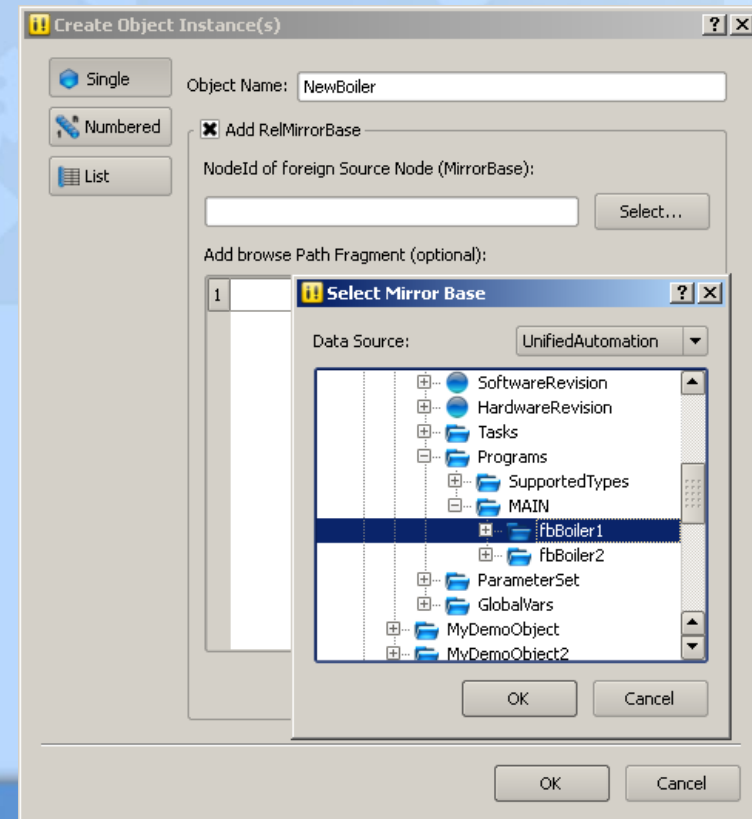 Create Object Instance(s)
Single
Object Name: NewBoiler
Numbered
Add RelMirrorBase
List
NodeId of foreign Source Node (MirrorBase):
Select...
Add browse Path Fragment (optional):
1
Select Mirror Base
Data Source: UnifiedAutomation
SoftwareRevision
HardwareRevision
Tasks
Programs
SupportedTypes
MAIN
fbBoiler1
fbBoiler2
ParameterSet
GlobalVars
MyDemoObject
MyDemoObject2
OK Cancel
OK Cancel